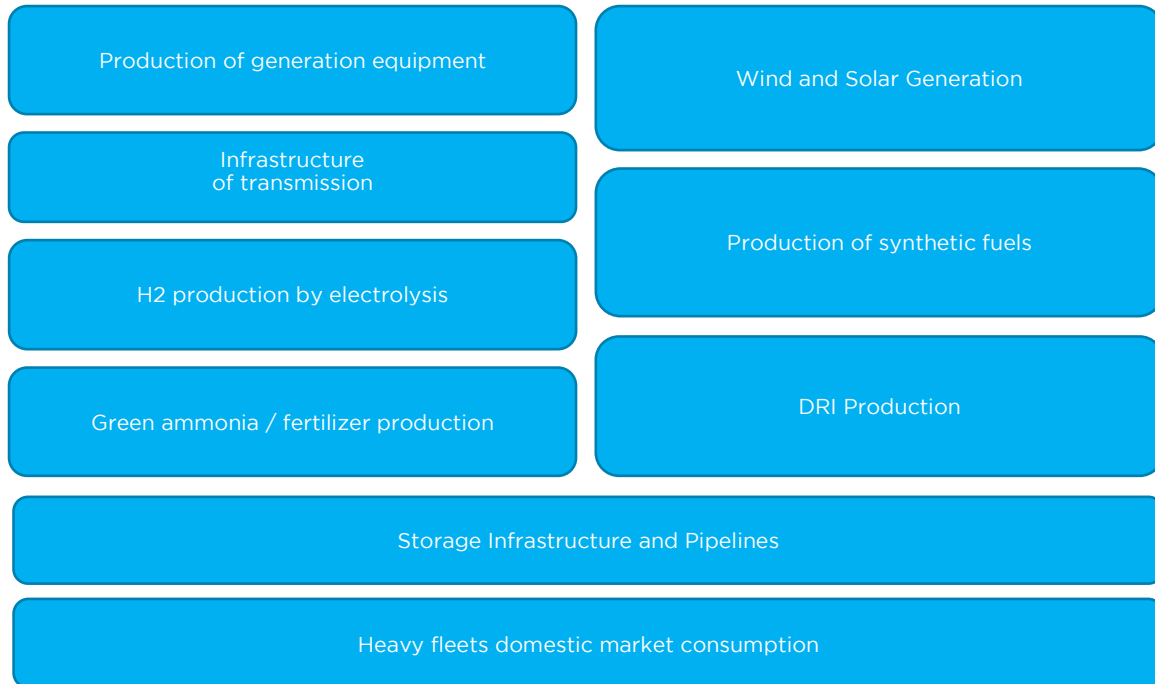 Production of generation equipment
Infrastructure
of transmission
H2 production by electrolysis
Green ammonia / fertilizer production
Wind and Solar Generation
Production of synthetic fuels
DRI Production
Storage Infrastructure and Pipelines
Heavy fleets domestic market consumption